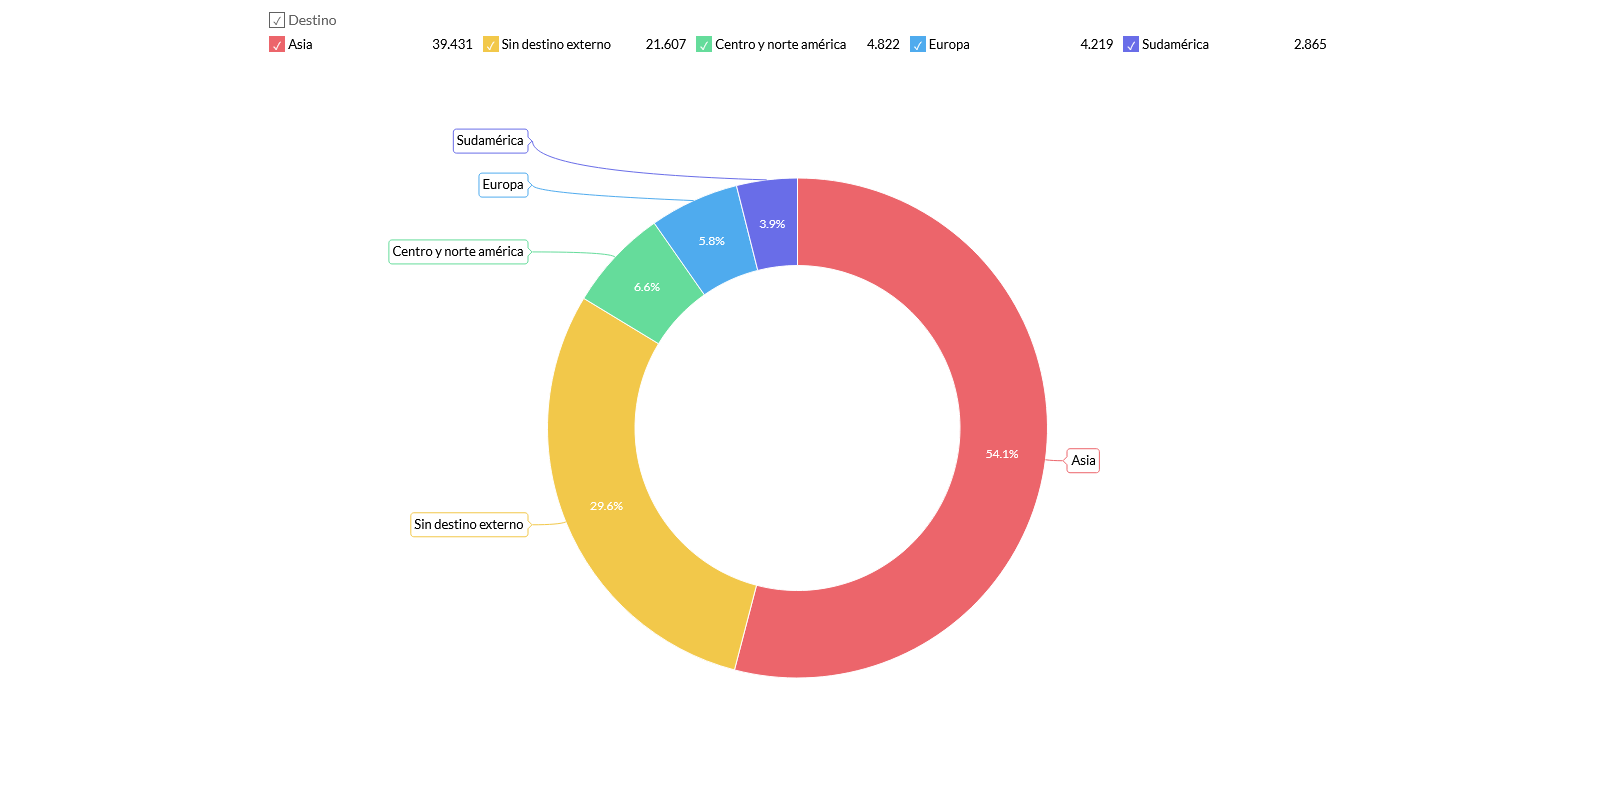 Destino
Asia 39.431 Sin destino externo 21.607 Centro y norte américa 4.822 Europa 4.219 Sudamérica 2.865
Sudamérica
Europa
3.9%
5.8%
Centro y norte américa
6.6%
54.1%
Asia
29.6%
Sin destino externo